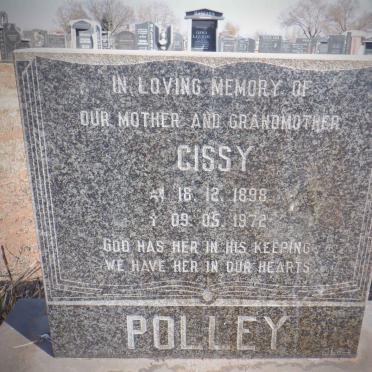 IN LOVING MEMORY OF
OUR MOTHER AND GRANDMOTHER
CISSY
18. 12. 1898
09. 05. 1972
GOD HAS HER IN HIS KEEPING
WE HAVE HER IN OUR HEARTS
POLLEY